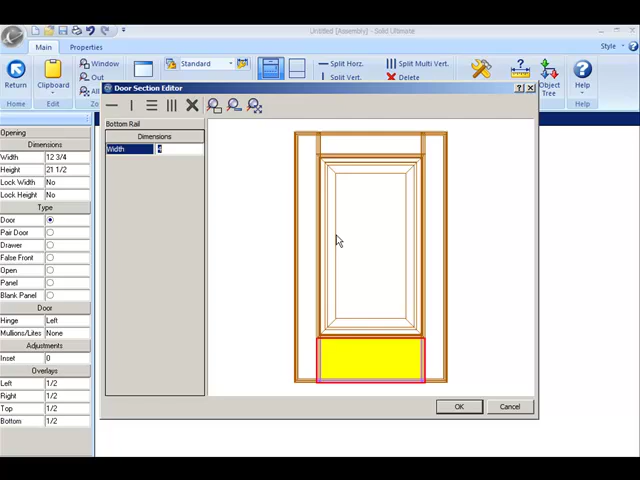 Untitled [Assembly] - Solid Ultimate
Main
Properties
Style
Return
Clipboard
Window
Out
All
Standard
Split Horz.
Split Vert.
Split Multi Vert.
Delete
Object
Tree
Help
Home
Edit
Help
Door Section Editor
Bottom Rail
Dimensions
Width 4
Opening
Dimensions
Width 12 3/4
Height 21 1/2
Lock Width No
Lock Height No
Type
Door
Pair Door
Drawer
False Front
Open
Panel
Blank Panel
Door
Hinge Left
Mullions/Lites None
Adjustments
Inset 0
Overlays
Left 1/2
Right 1/2
Top 1/2
Bottom 1/2
OK
Cancel